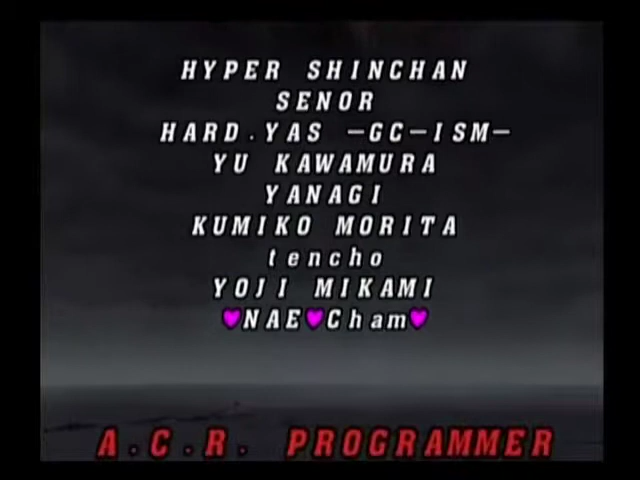 HYPER SHINCHAN
SENOR
HARD.YAS -GC-ISM-
YU KAWAMURA
YANAGI
KUMIKO MORITA
tencho
YOJI MIKAMI
♥NAE♥Cham♥
A.C.R. PROGRAMMER